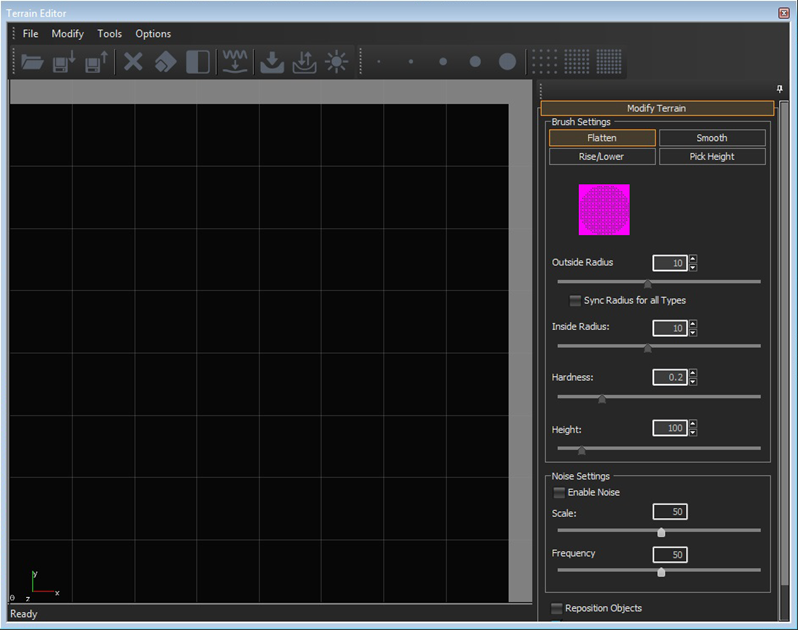 Terrain Editor
File Modify Tools Options
Modify Terrain
Brush Settings
Flatten Smooth
Rise/Lower Pick Height
Outside Radius 10
Sync Radius for all Types
Inside Radius: 10
Hardness: 0.2
Height: 100
Noise Settings
Enable Noise
Scale: 50
Frequency 50
y
x
0 z
Reposition Objects
Ready